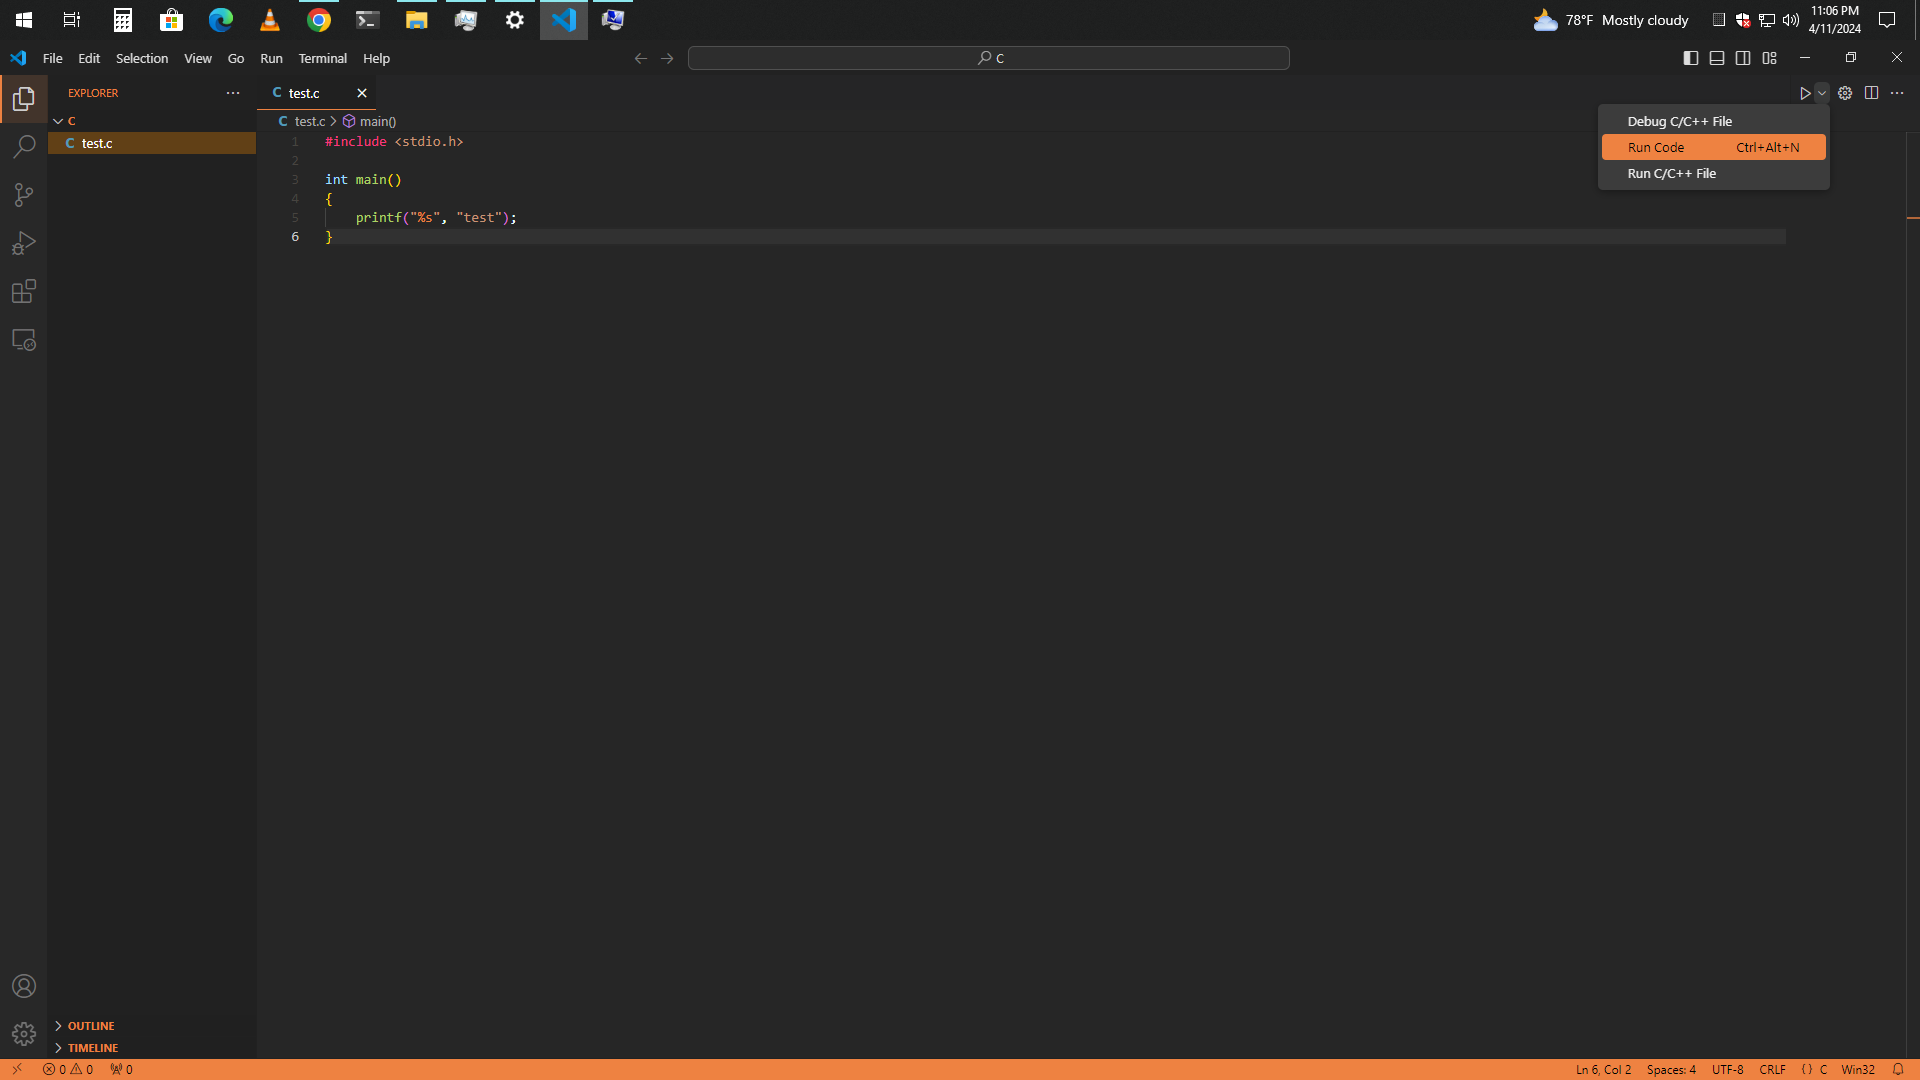 78°F Mostly cloudy
11:06 PM
4/11/2024
File Edit Selection View Go Run Terminal Help
C
EXPLORER
C test.c
C
C test.c
C test.c > main()
Debug C/C++ File
Run Code Ctrl+Alt+N
Run C/C++ File
1 #include <stdio.h>
2
3 int main()
4 {
5 printf("%s", "test");
6 }
OUTLINE
TIMELINE
0 0 0
Ln 6, Col 2 Spaces: 4 UTF-8 CRLF {} C Win32